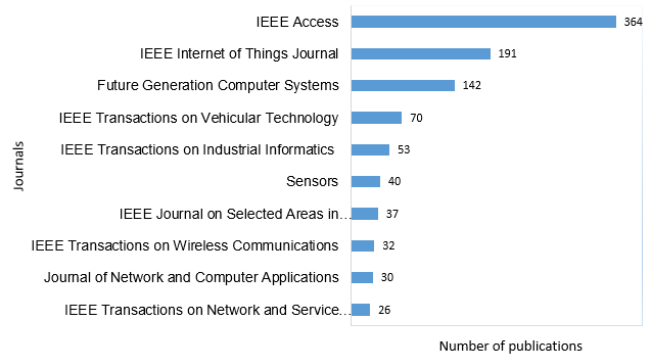 IEEE Access 364
IEEE Internet of Things Journal 191
Future Generation Computer Systems 142
IEEE Transactions on Vehicular Technology 70
IEEE Transactions on Industrial Informatics 53
Sensors 40
IEEE Journal on Selected Areas in... 37
IEEE Transactions on Wireless Communications 32
Journal of Network and Computer Applications 30
IEEE Transactions on Network and Service... 26
Journals
Number of publications